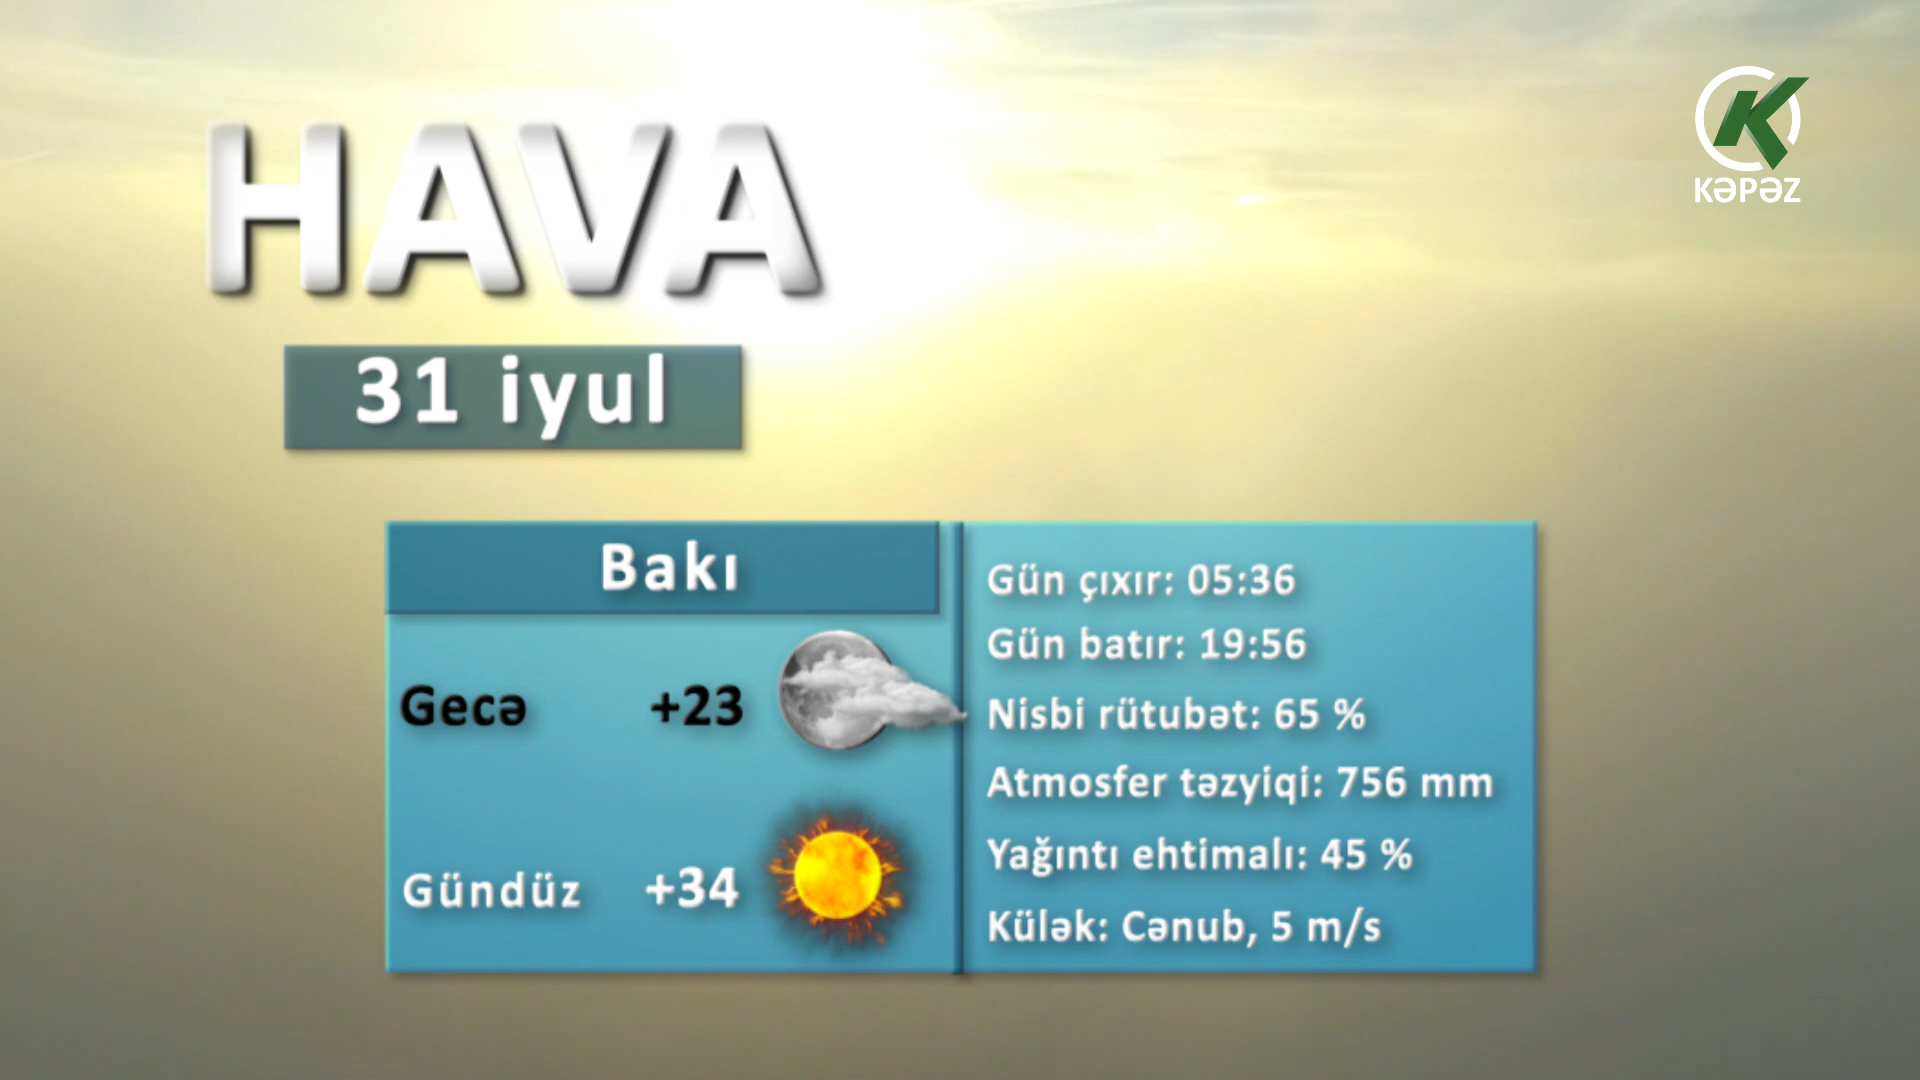 HAVA
31 iyul
KƏPƏZ
Bakı
Gecə +23
Gündüz +34
Gün çıxır: 05:36
Gün batır: 19:56
Nisbi rütubət: 65 %
Atmosfer təzyiqi: 756 mm
Yağıntı ehtimalı: 45 %
Külək: Cənub, 5 m/s